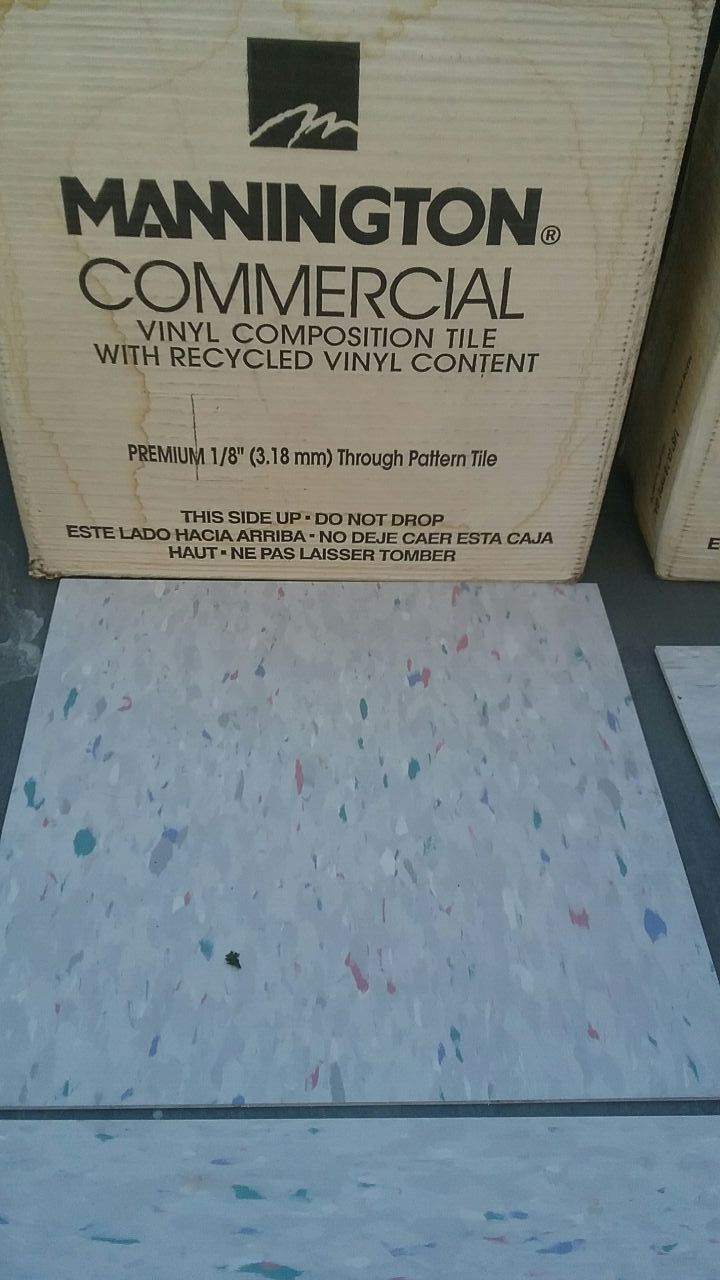 MANNINGTON®
COMMERCIAL
VINYL COMPOSITION TILE
WITH RECYCLED VINYL CONTENT
PREMIUM 1/8" (3.18 mm) Through Pattern Tile
THIS SIDE UP · DO NOT DROP
ESTE LADO HACIA ARRIBA · NO DEJE CAER ESTA CAJA
HAUT · NE PAS LAISSER TOMBER
E